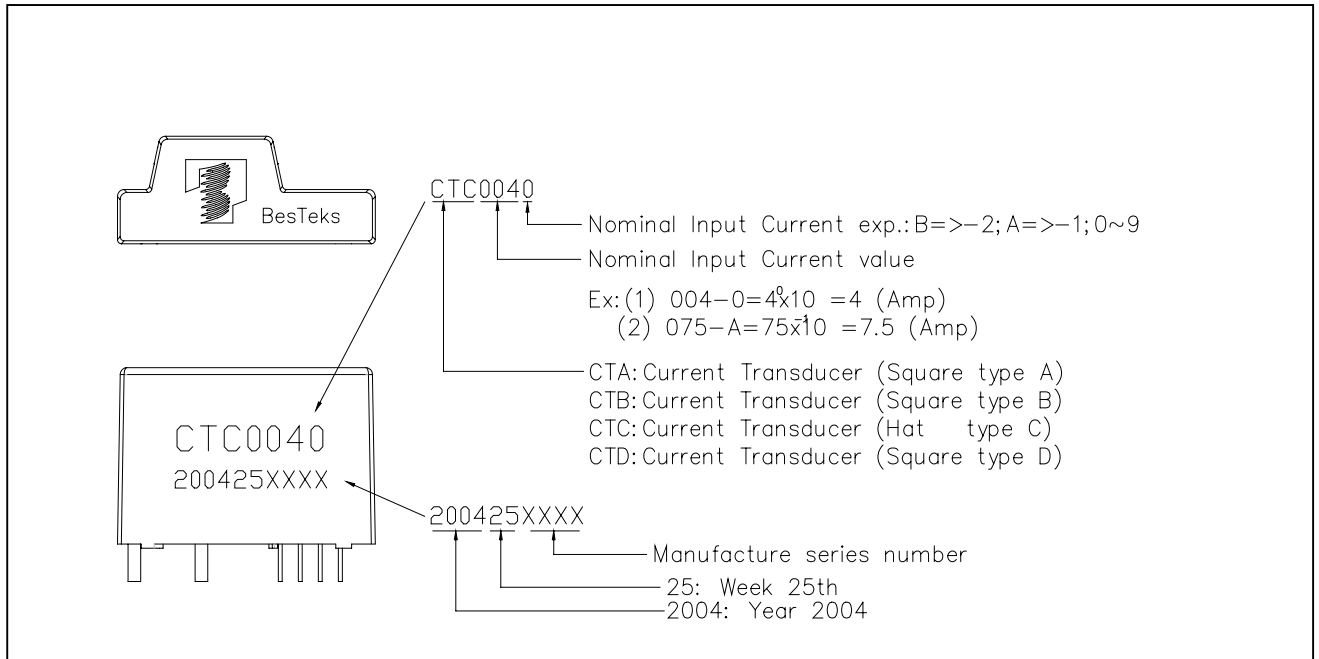 BesTeks
CTC0040
Nominal Input Current exp.: B=>-2; A=>-1; 0~9
Nominal Input Current value
Ex: (1) 004-0=4x10⁰ =4 (Amp)
(2) 075-A=75x10⁻¹ =7.5 (Amp)
CTA: Current Transducer (Square type A)
CTB: Current Transducer (Square type B)
CTC: Current Transducer (Hat type C)
CTD: Current Transducer (Square type D)
CTC0040
200425XXXX
200425XXXX
Manufacture series number
25: Week 25th
2004: Year 2004